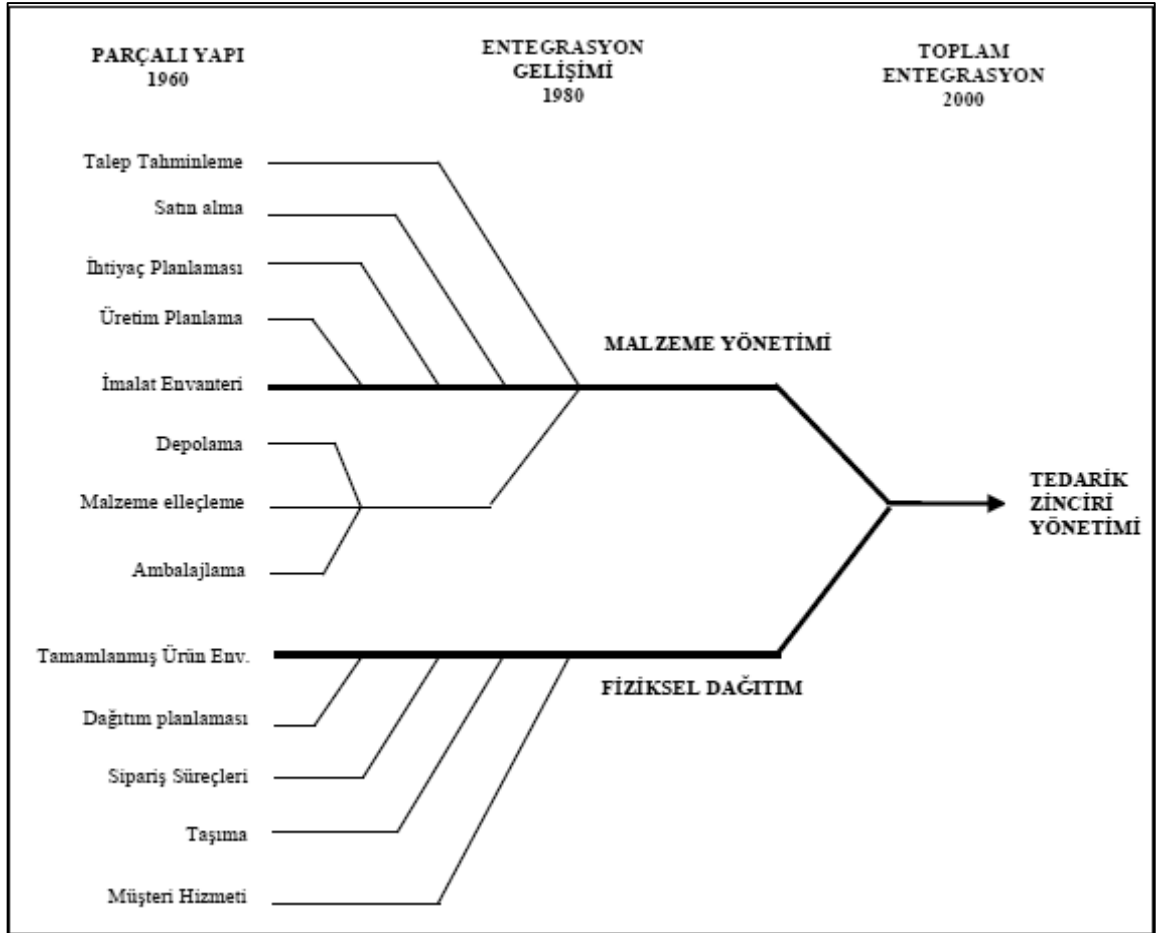 PARÇALI YAPI
1960
ENTEGRASYON
GELİŞİMİ
1980
TOPLAM
ENTEGRASYON
2000
Talep Tahminleme
Satın alma
İhtiyaç Planlaması
Üretim Planlama
MALZEME YÖNETİMİ
İmalat Envanteri
Depolama
Malzeme elleçleme
TEDARİK
ZİNCİRİ
YÖNETİMİ
Ambalajlama
Tamamlanmış Ürün Env.
FİZİKSEL DAĞITIM
Dağıtım planlaması
Sipariş Süreçleri
Taşıma
Müşteri Hizmeti